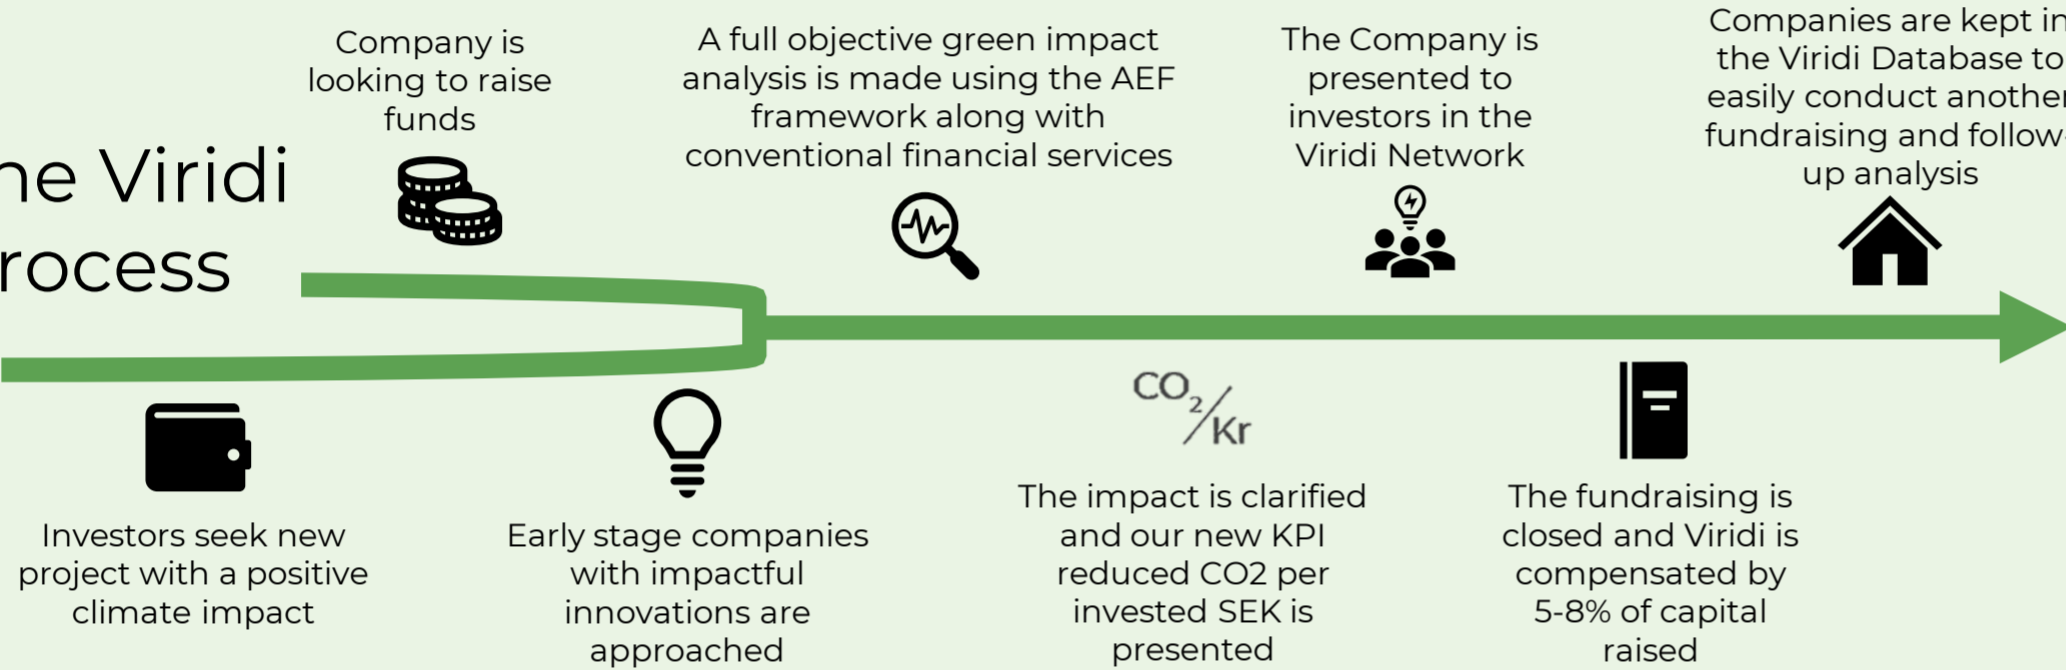 he Viridi
rocess
Company is
looking to raise
funds
A full objective green impact
analysis is made using the AEF
framework along with
conventional financial services
The Company is
presented to
investors in the
Viridi Network
Companies are kept in
the Viridi Database to
easily conduct another
fundraising and follow-
up analysis
Investors seek new
project with a positive
climate impact
Early stage companies
with impactful
innovations are
approached
CO₂/Kr
The impact is clarified
and our new KPI
reduced CO2 per
invested SEK is
presented
The fundraising is
closed and Viridi is
compensated by
5-8% of capital
raised